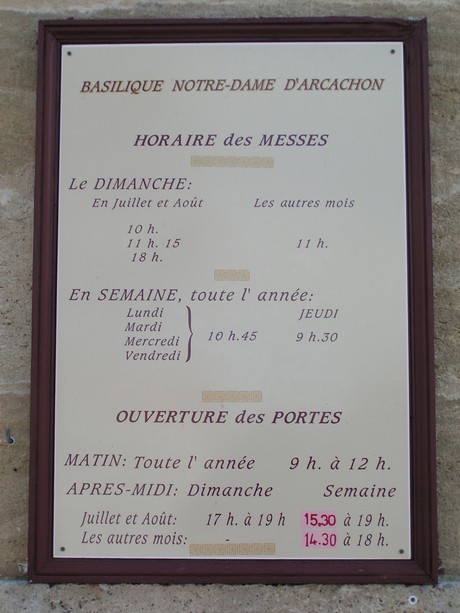 BASILIQUE NOTRE-DAME D'ARCACHON
HORAIRE des MESSES
Le DIMANCHE:
En Juillet et Août Les autres mois
10 h.
11 h. 15 11 h.
18 h.
En SEMAINE, toute l' année:
Lundi JEUDI
Mardi
Mercredi 10 h.45 9 h.30
Vendredi
OUVERTURE des PORTES
MATIN: Toute l' année 9 h. à 12 h.
APRES-MIDI: Dimanche Semaine
Juillet et Août: 17 h. à 19 h 15.30 à 19 h.
Les autres mois: - 14.30 à 18 h.